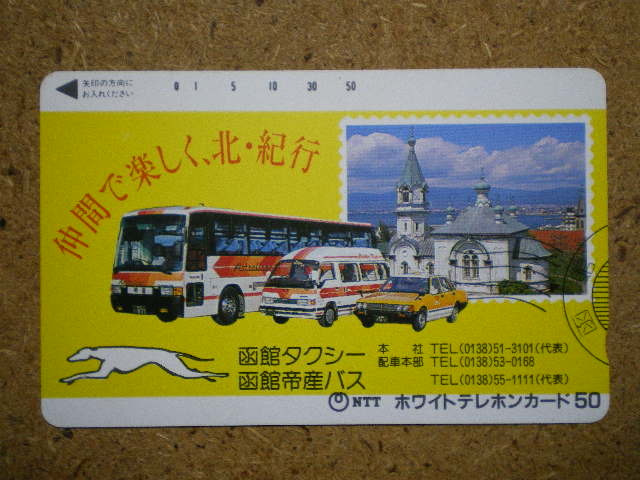 矢印の方向に
お入れください
0 1 5 10 30 50
仲間で楽しく、北・紀行
函館タクシー 本 社 TEL(0138)51-3101(代表)
配車本部 TEL(0138)53-0168
函館帝産バス TEL(0138)55-1111(代表)
NTT ホワイトテレホンカード50